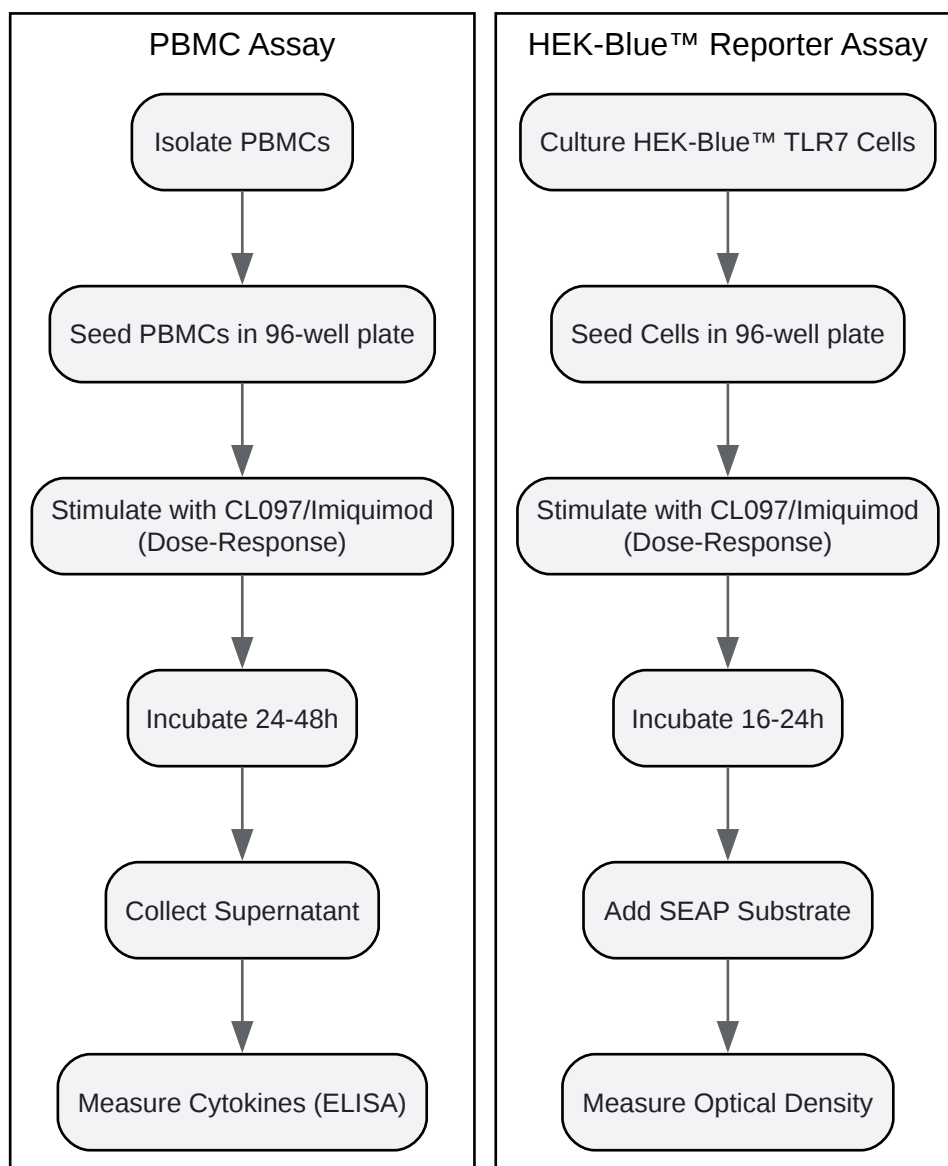 PBMC Assay
Isolate PBMCs
Seed PBMCs in 96-well plate
Stimulate with CL097/Imiquimod
(Dose-Response)
Incubate 24-48h
Collect Supernatant
Measure Cytokines (ELISA)
HEK-Blue™ Reporter Assay
Culture HEK-Blue™ TLR7 Cells
Seed Cells in 96-well plate
Stimulate with CL097/Imiquimod
(Dose-Response)
Incubate 16-24h
Add SEAP Substrate
Measure Optical Density